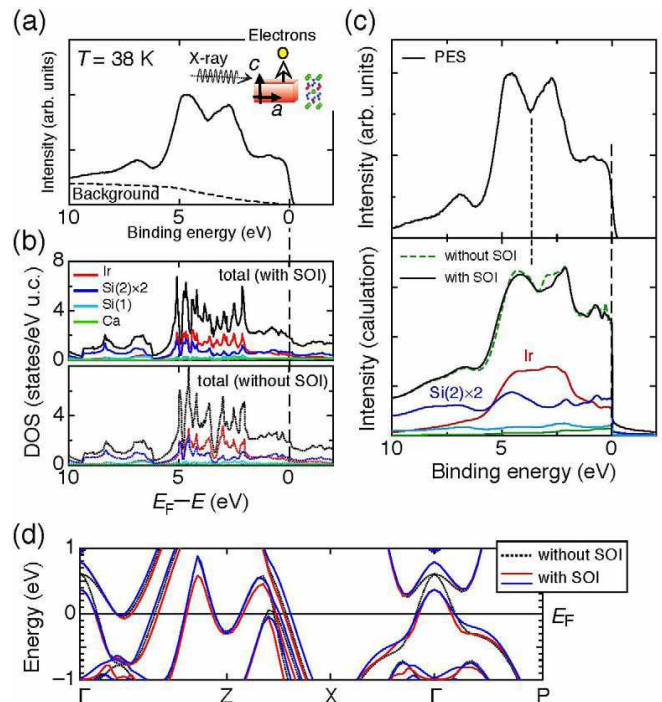 (a)
T = 38 K
Electrons
X-ray
c
a
Intensity (arb. units)
Background
10 5 0
Binding energy (eV)
(b)
DOS (states/eV u.c.)
8
4
0
Ir
Si(2)×2
Si(1)
Ca
total (with SOI)
4
0
total (without SOI)
10 5 0
E_F—E (eV)
(c)
PES
Intensity (arb. units)
Intensity (calulation)
without SOI
with SOI
Ir
Si(2)×2
10 5 0
Binding energy (eV)
(d)
Energy (eV)
1
0
−1
without SOI
with SOI
E_F
Γ Z X Γ P